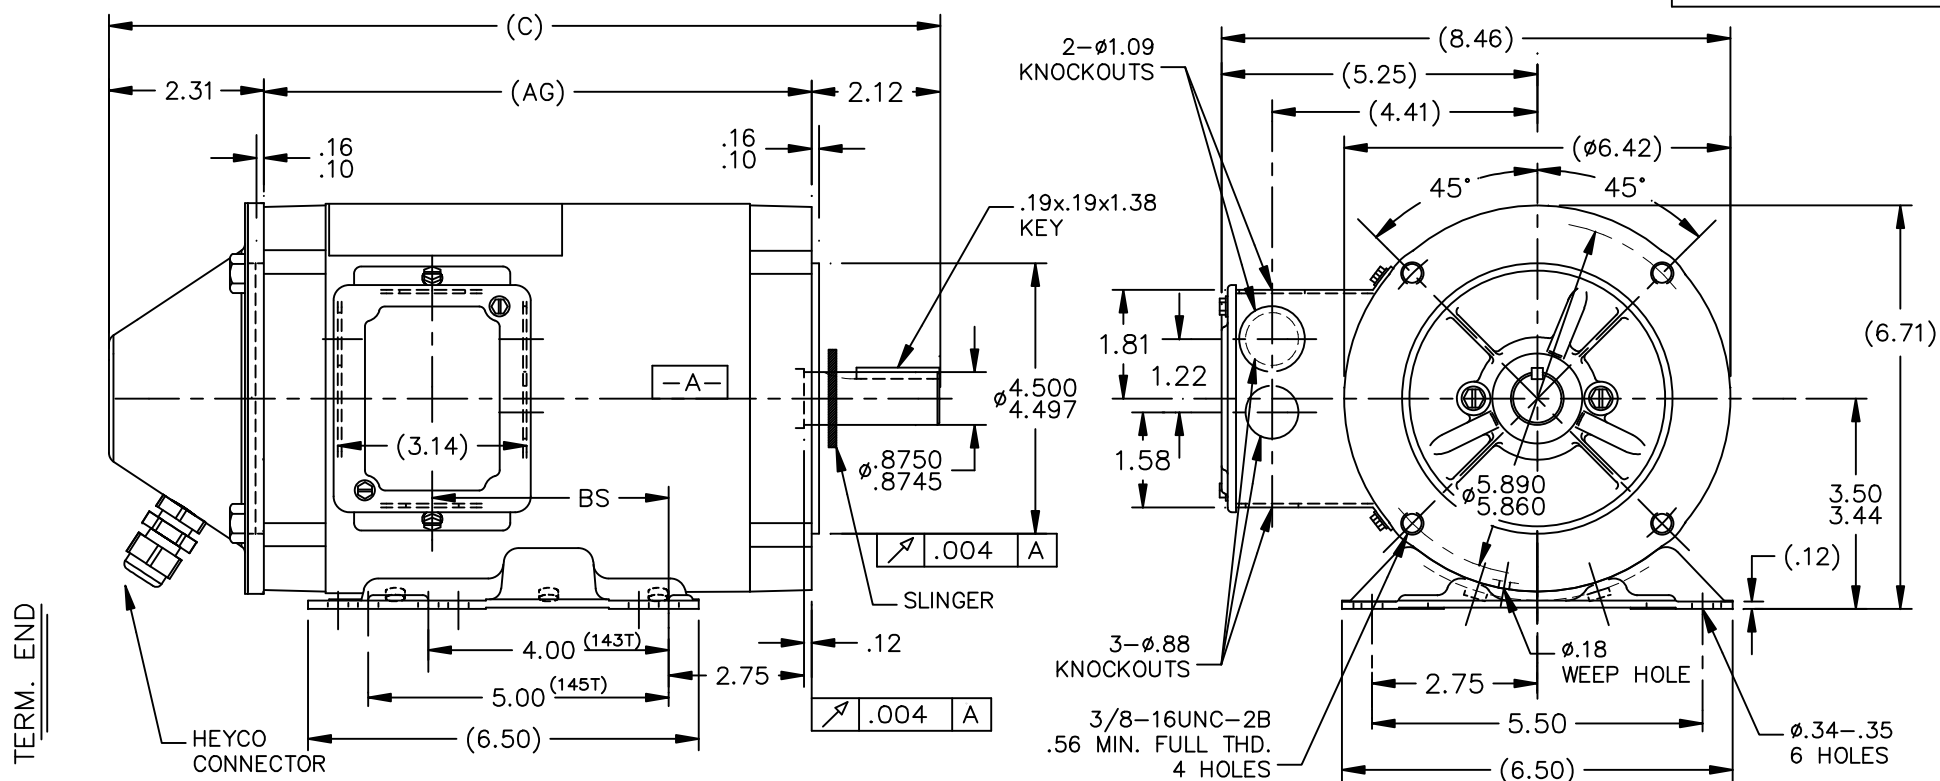 (C)
2.31
(AG)
2.12
.16
.10
.16
.10
.19x.19x1.38
KEY
-A-
(3.14)
ø4.500
4.497
ø.8750
.8745
BS
.004 A
SLINGER
4.00 (143T)
.12
5.00 (145T)
2.75
(6.50)
.004 A
HEYCO
CONNECTOR
TERM. END
2-ø1.09
KNOCKOUTS
(8.46)
(5.25)
(4.41)
(ø6.42)
45°
45°
1.81
1.22
1.58
(6.71)
ø5.890
5.860
3.50
3.44
(.12)
3-ø.88
KNOCKOUTS
ø.18
WEEP HOLE
2.75
5.50
3/8-16UNC-2B
.56 MIN. FULL THD.
4 HOLES
ø.34-.35
6 HOLES
(6.50)